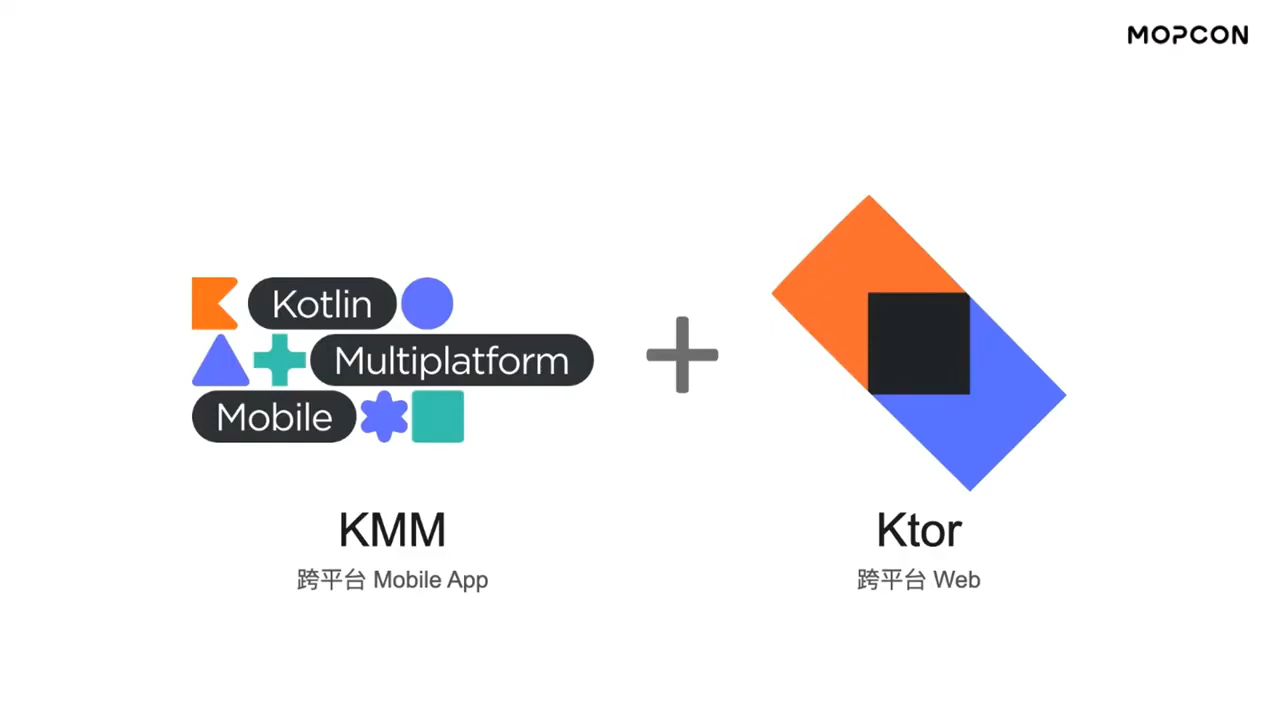 MOPCON
Kotlin
Multiplatform
Mobile
KMM
跨平台 Mobile App
Ktor
跨平台 Web